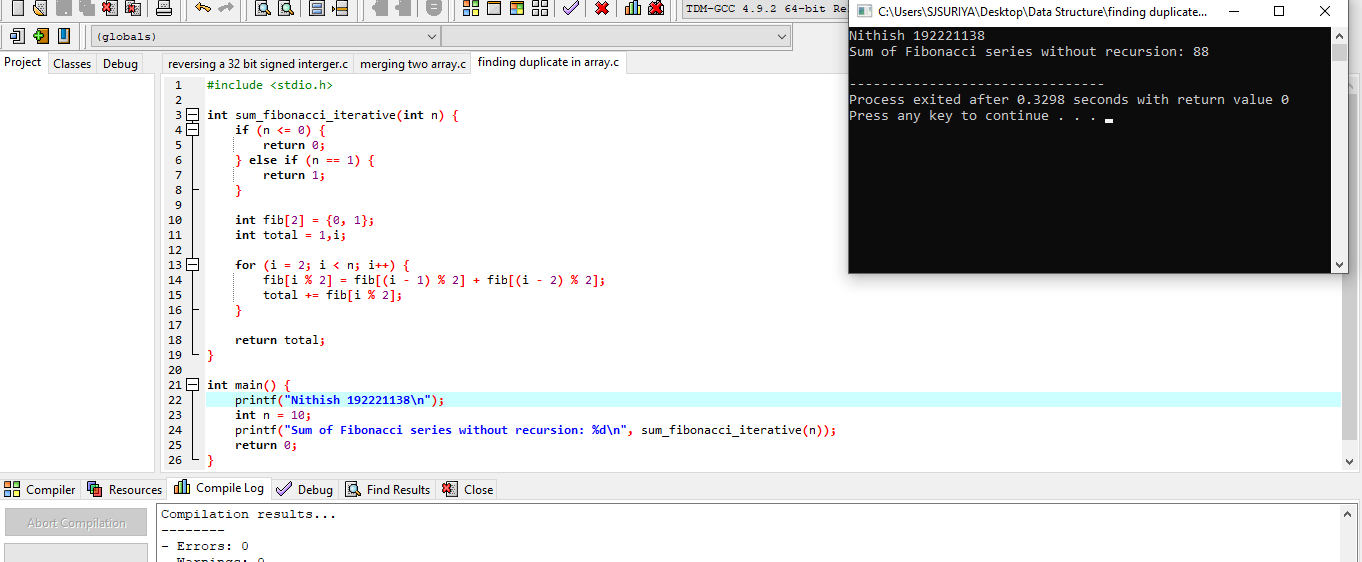 TDM-GCC 4.9.2 64-bit Re
C:\Users\SJSURIYA\Desktop\Data Structure\finding duplicate...
(globals)
Project Classes Debug
reversing a 32 bit signed interger.c merging two array.c finding duplicate in array.c
1 #include <stdio.h>
2
3 int sum_fibonacci_iterative(int n) {
4 if (n <= 0) {
5 return 0;
6 } else if (n == 1) {
7 return 1;
8 }
9
10 int fib[2] = {0, 1};
11 int total = 1,i;
12
13 for (i = 2; i < n; i++) {
14 fib[i % 2] = fib[(i - 1) % 2] + fib[(i - 2) % 2];
15 total += fib[i % 2];
16 }
17
18 return total;
19 }
20
21 int main() {
22 printf("Nithish 192221138\n");
23 int n = 10;
24 printf("Sum of Fibonacci series without recursion: %d\n", sum_fibonacci_iterative(n));
25 return 0;
26 }
Nithish 192221138
Sum of Fibonacci series without recursion: 88
--------------------------------
Process exited after 0.3298 seconds with return value 0
Press any key to continue . . .
Compiler Resources Compile Log Debug Find Results Close
Abort Compilation
Compilation results...
--------
- Errors: 0
- Warnings: 0